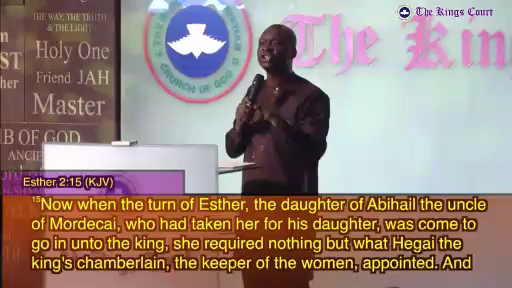 The Kings Court
THE WAY, THE TRUTH
& THE LIGHT
Holy One
Friend JAH
Master
OF GOD
The Kin
CHURCH OF GOD
Esther 2:15 (KJV)
15Now when the turn of Esther, the daughter of Abihail the uncle
of Mordecai, who had taken her for his daughter, was come to
go in unto the king, she required nothing but what Hegai the
king's chamberlain, the keeper of the women, appointed. And